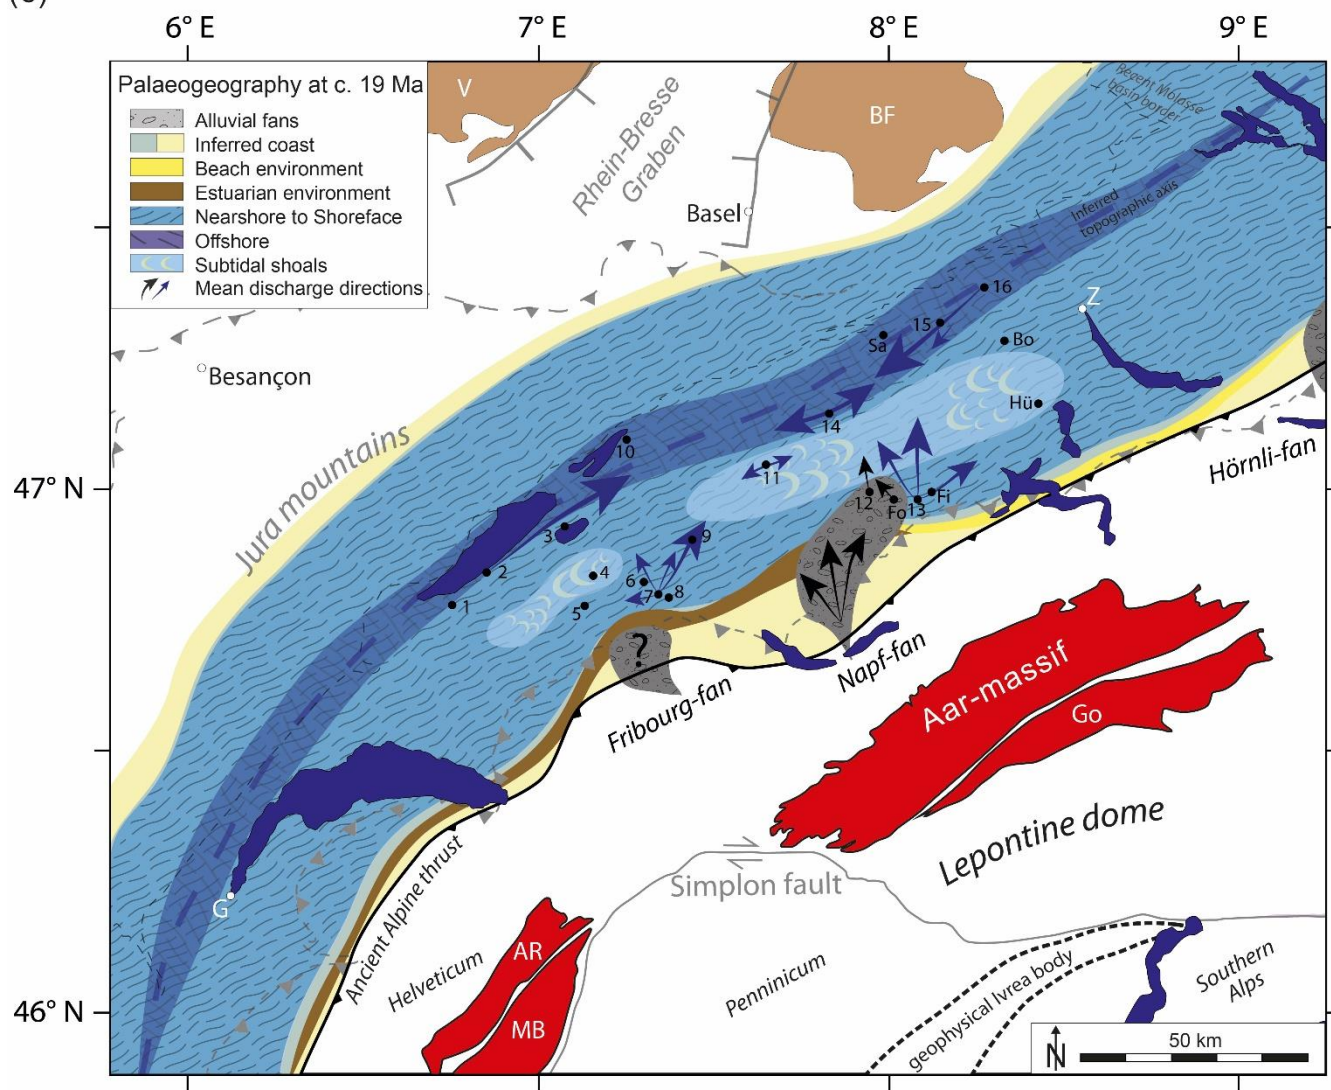 6° E
7° E
8° E
9° E
Palaeogeography at c. 19 Ma
Alluvial fans
Inferred coast
Beach environment
Estuarian environment
Nearshore to Shoreface
Offshore
Subtidal shoals
Mean discharge directions
V
Rhein-Bresse
Graben
BF
Basel
Recent Molasse
basin border
Inferred
topographic axis
Besançon
Jura mountains
47° N
46° N
16
15
Sa
Bo
Z
14
Hü
10
11
12
Fo
13
Fi
3
9
2
4
6
7
8
1
5
?
Hörnli-fan
Napf-fan
Fribourg-fan
Aar-massif
Go
Lepontine dome
Simplon fault
G
Ancient Alpine thrust
Helveticum
AR
MB
Penninicum
geophysical Ivrea body
Southern
Alps
N
50 km